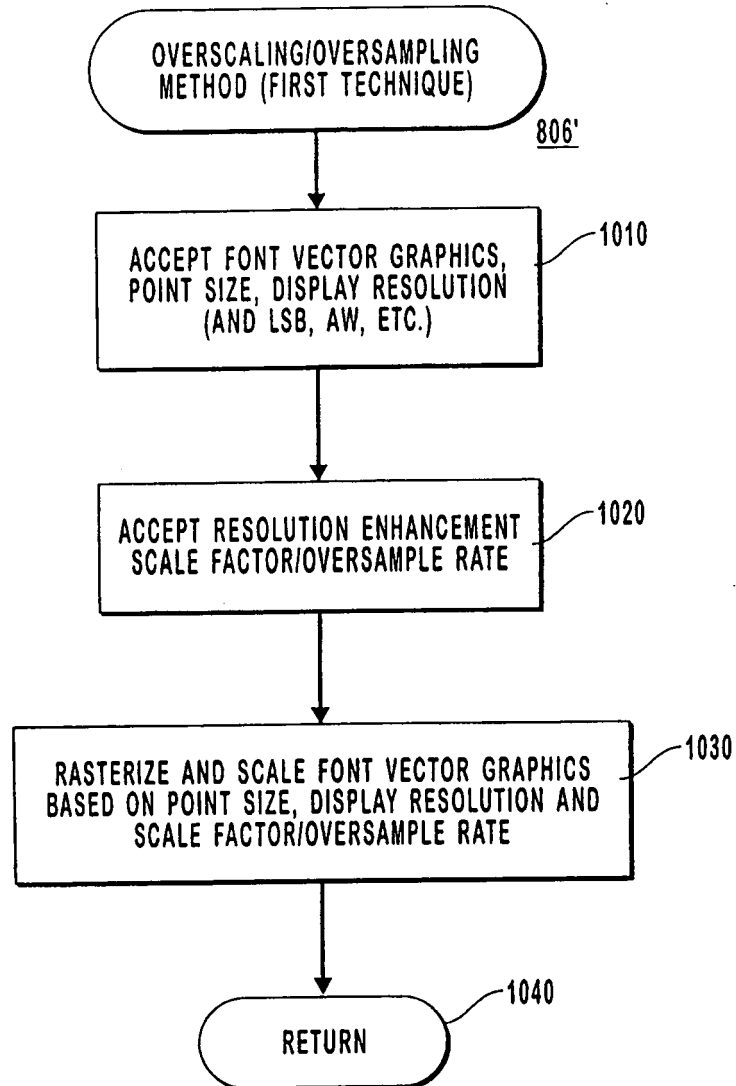 OVERSCALING/OVERSAMPLING
METHOD (FIRST TECHNIQUE)
806'
ACCEPT FONT VECTOR GRAPHICS,
POINT SIZE, DISPLAY RESOLUTION
(AND LSB, AW, ETC.)
1010
ACCEPT RESOLUTION ENHANCEMENT
SCALE FACTOR/OVERSAMPLE RATE
1020
RASTERIZE AND SCALE FONT VECTOR GRAPHICS
BASED ON POINT SIZE, DISPLAY RESOLUTION AND
SCALE FACTOR/OVERSAMPLE RATE
1030
RETURN
1040